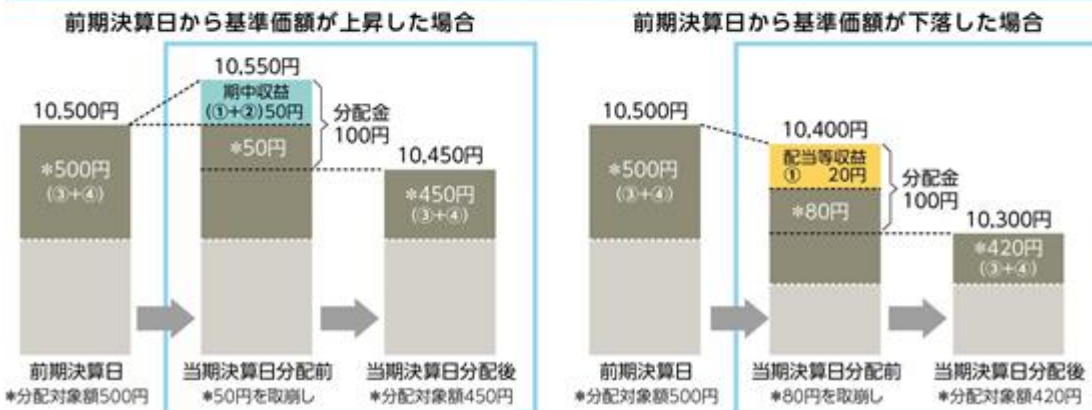 前期決算日から基準価額が上昇した場合
10,550円
期中収益
(①+②)50円
10,500円
分配金
100円
*50円
10,450円
*500円
(③+④)
*450円
(③+④)
前期決算日
当期決算日分配前
当期決算日分配後
*分配対象額500円
*50円を取崩し
*分配対象額450円
前期決算日から基準価額が下落した場合
10,500円
10,400円
配当等収益
① 20円
*500円
(③+④)
分配金
100円
*80円
10,300円
*420円
(③+④)
前期決算日
当期決算日分配前
当期決算日分配後
*分配対象額500円
*80円を取崩し
*分配対象額420円